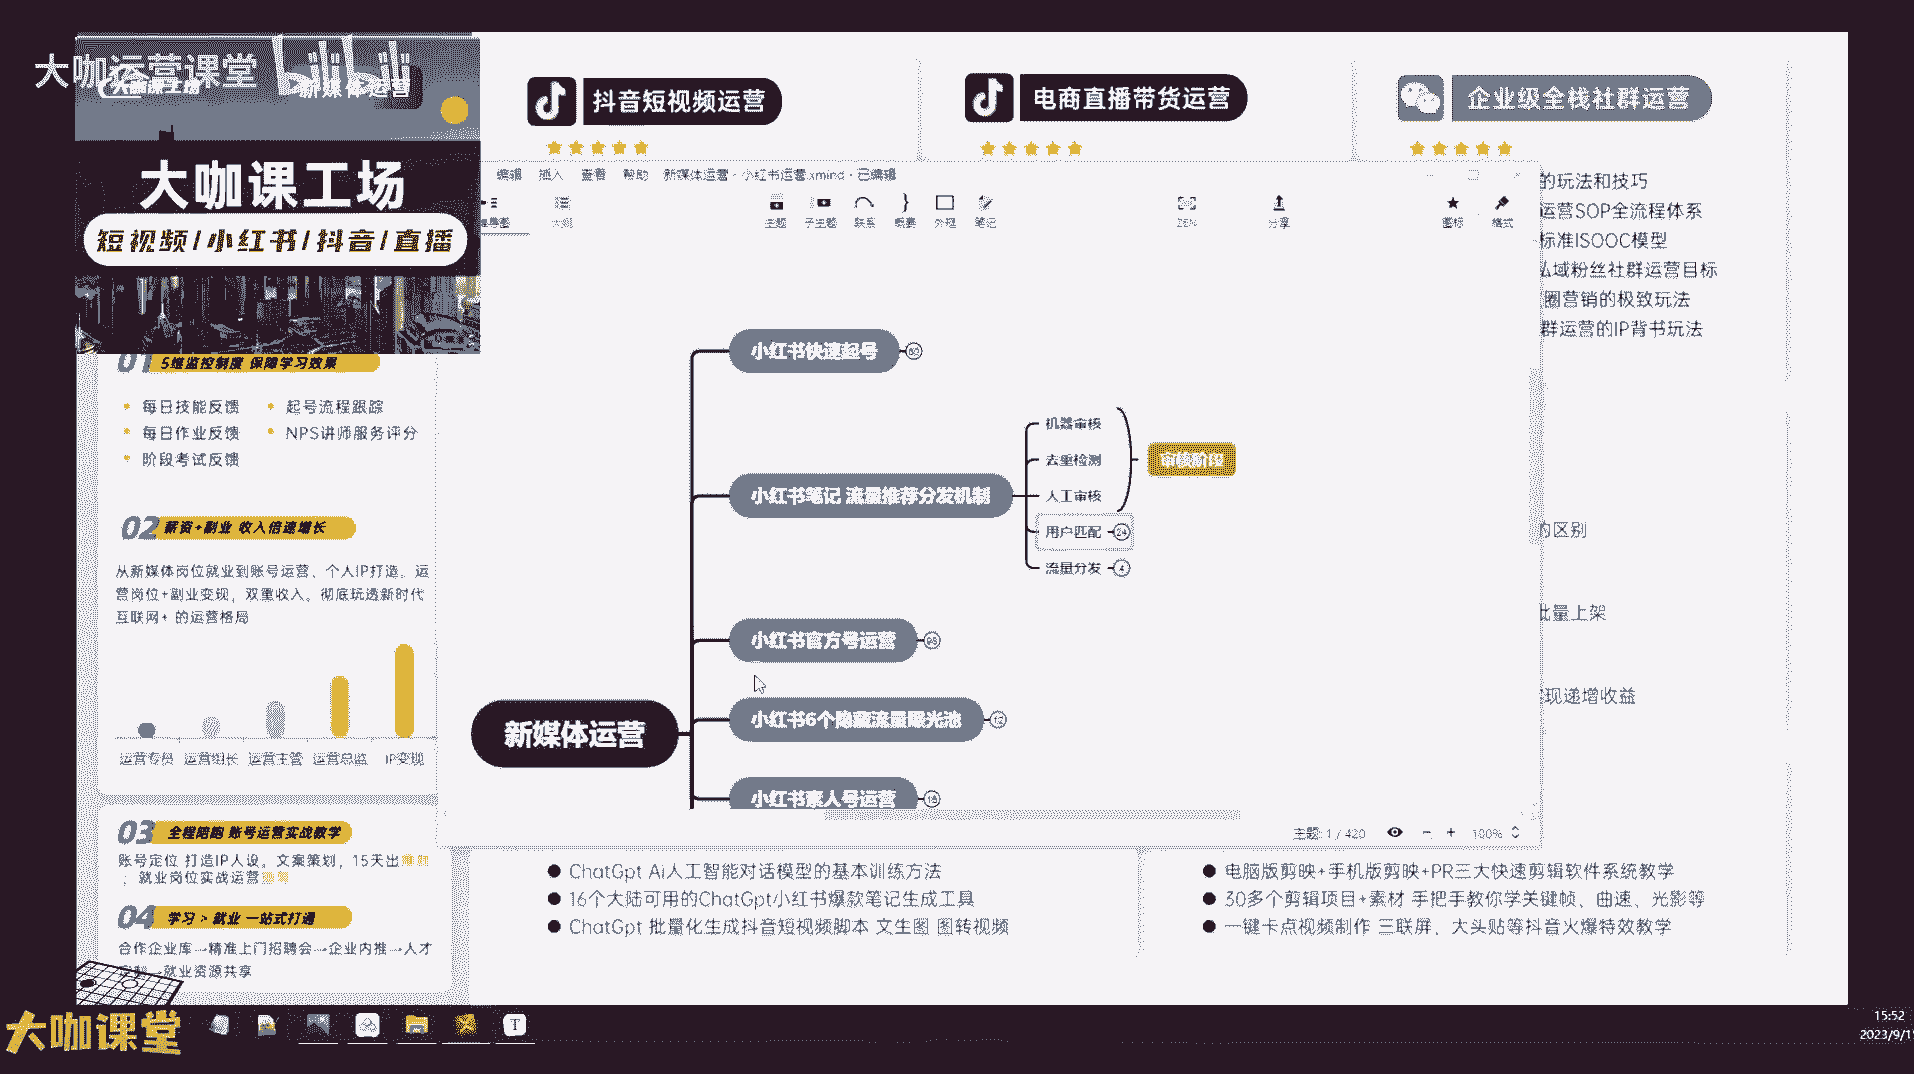 大咖运营课堂
新媒体运营
大咖课工场
短视频/小红书/抖音/直播
抖音短视频运营
电商直播带货运营
企业级全栈社群运营
编辑 插入 查看 帮助 新媒体运营 - 小红书运营.xmind - 已编辑
主题 子主题 联系 概要 外框 笔记
分享
图标 格式
的玩法和技巧
运营SOP全流程体系
标准ISOOC模型
私域粉丝社群运营目标
圈营销的极致玩法
群运营的IP背书玩法
的区别
批量上架
现递增收益
01 5维监控制度 保障学习效果
每日技能反馈 起号流程跟踪
每日作业反馈 NPS讲师服务评分
阶段考试反馈
02 薪资+副业 收入倍速增长
从新媒体岗位就业到账号运营、个人IP打造。运
营岗位+副业变现，双重收入。彻底玩透新时代
互联网+ 的运营格局
运营专员 运营组长 运营主管 运营总监 IP变现
03 全程陪跑 账号运营实战教学
账号定位 打造IP人设。文案策划，15天出
；就业岗位实战运营
04 学习 > 就业 一站式打通
合作企业库→精准上门招聘会→企业内推→人才
→就业资源共享
新媒体运营
小红书快速起号
小红书笔记 流量推荐分发机制
机器审核
去重检测
人工审核
审核阶段
用户匹配 24
流量分发 4
小红书官方号运营
小红书6个隐藏流量曝光池
小红书素人号运营
主题: 1 / 420
100%
ChatGpt Ai人工智能对话模型的基本训练方法
16个大陆可用的ChatGpt小红书爆款笔记生成工具
ChatGpt 批量化生成抖音短视频脚本 文生图 图转视频
电脑版剪映+手机版剪映+PR三大快速剪辑软件系统教学
30多个剪辑项目+素材 手把手教你学关键帧、曲速、光影等
一键卡点视频制作 三联屏、大头贴等抖音火爆特效教学
大咖课堂
15:52
2023/9/1